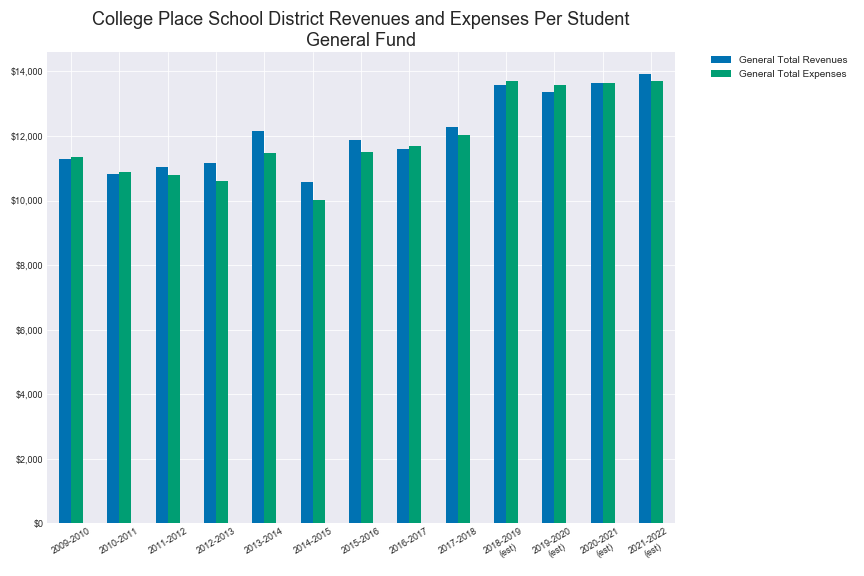 College Place School District Revenues and Expenses Per Student
General Fund
General Total Revenues
General Total Expenses
$14,000
$12,000
$10,000
$8,000
$6,000
$4,000
$2,000
$0
2009-2010
2010-2011
2011-2012
2012-2013
2013-2014
2014-2015
2015-2016
2016-2017
2017-2018
2018-2019
(est)
2019-2020
(est)
2020-2021
(est)
2021-2022
(est)